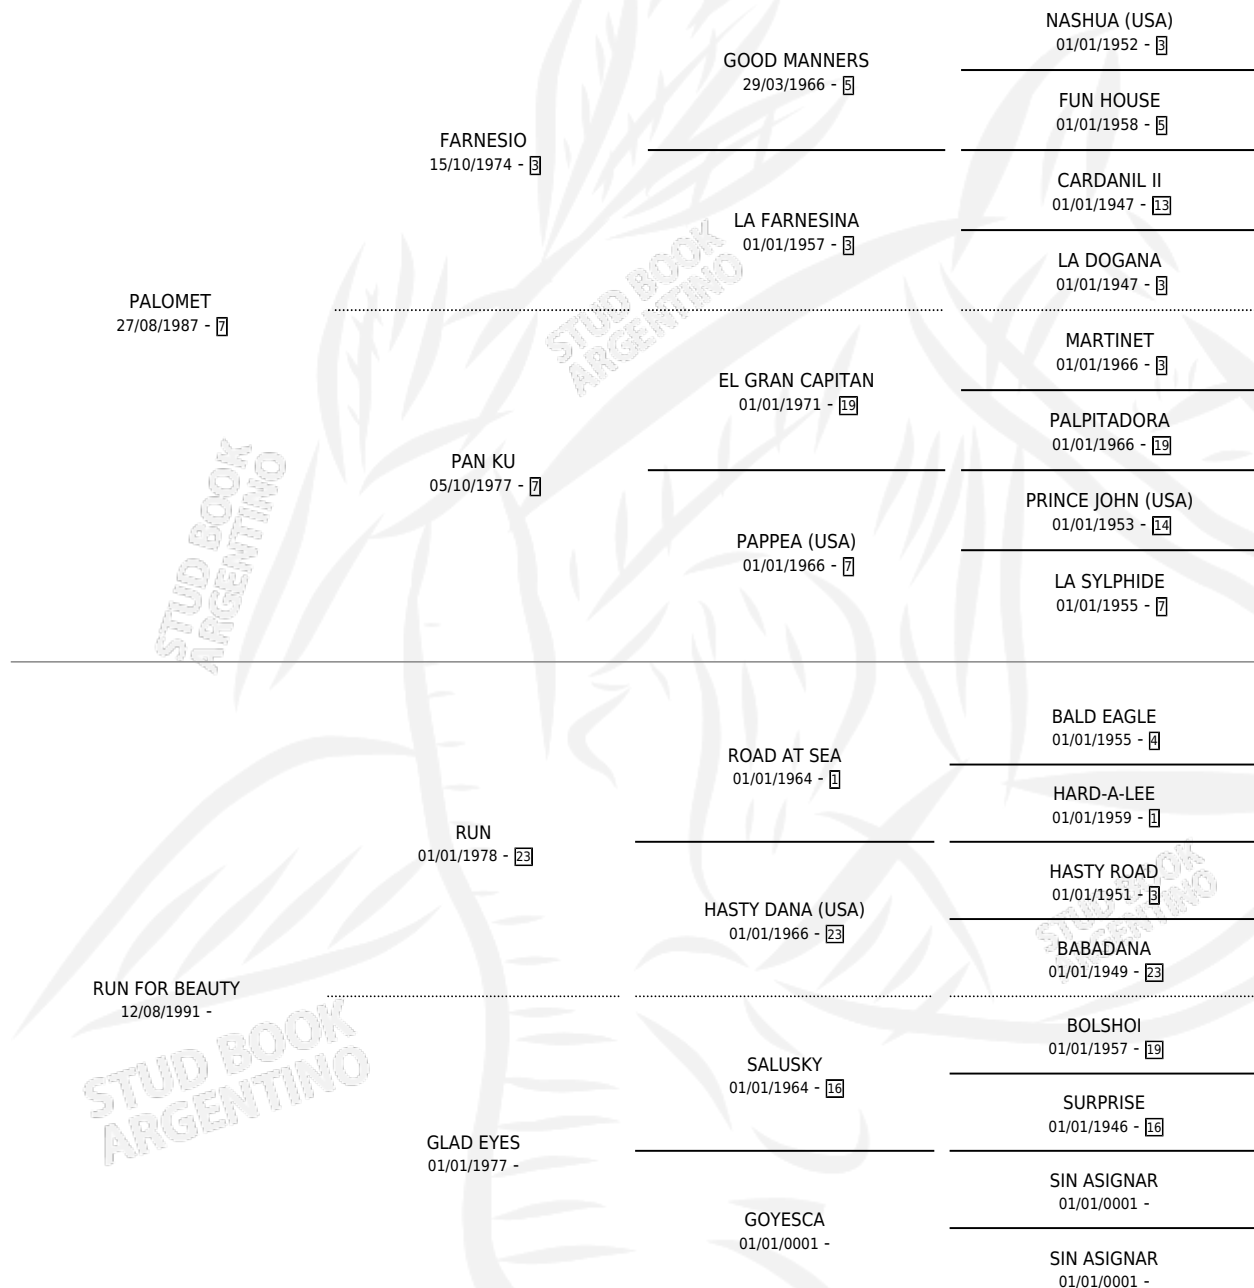 NASHUA (USA)
01/01/1952 - 3
GOOD MANNERS
29/03/1966 - 5
FUN HOUSE
01/01/1958 - 5
FARNESIO
15/10/1974 - 3
CARDANIL II
01/01/1947 - 13
LA FARNESINA
01/01/1957 - 3
LA DOGANA
01/01/1947 - 3
PALOMET
27/08/1987 - 7
MARTINET
01/01/1966 - 3
EL GRAN CAPITAN
01/01/1971 - 19
PALPITADORA
01/01/1966 - 19
PAN KU
05/10/1977 - 7
PRINCE JOHN (USA)
01/01/1953 - 14
PAPPEA (USA)
01/01/1966 - 7
LA SYLPHIDE
01/01/1955 - 7
BALD EAGLE
01/01/1955 - 4
ROAD AT SEA
01/01/1964 - 1
HARD-A-LEE
01/01/1959 - 1
RUN
01/01/1978 - 23
HASTY ROAD
01/01/1951 - 3
HASTY DANA (USA)
01/01/1966 - 23
BABADANA
01/01/1949 - 23
RUN FOR BEAUTY
12/08/1991 -
BOLSHOI
01/01/1957 - 19
SALUSKY
01/01/1964 - 16
SURPRISE
01/01/1946 - 16
GLAD EYES
01/01/1977 -
SIN ASIGNAR
01/01/0001 -
GOYESCA
01/01/0001 -
SIN ASIGNAR
01/01/0001 -
STUD BOOK
ARGENTINO
STUD BOOK
ARGENTINO
STUD BOOK
ARGENTINO
STUD BOOK
ARGENTINO